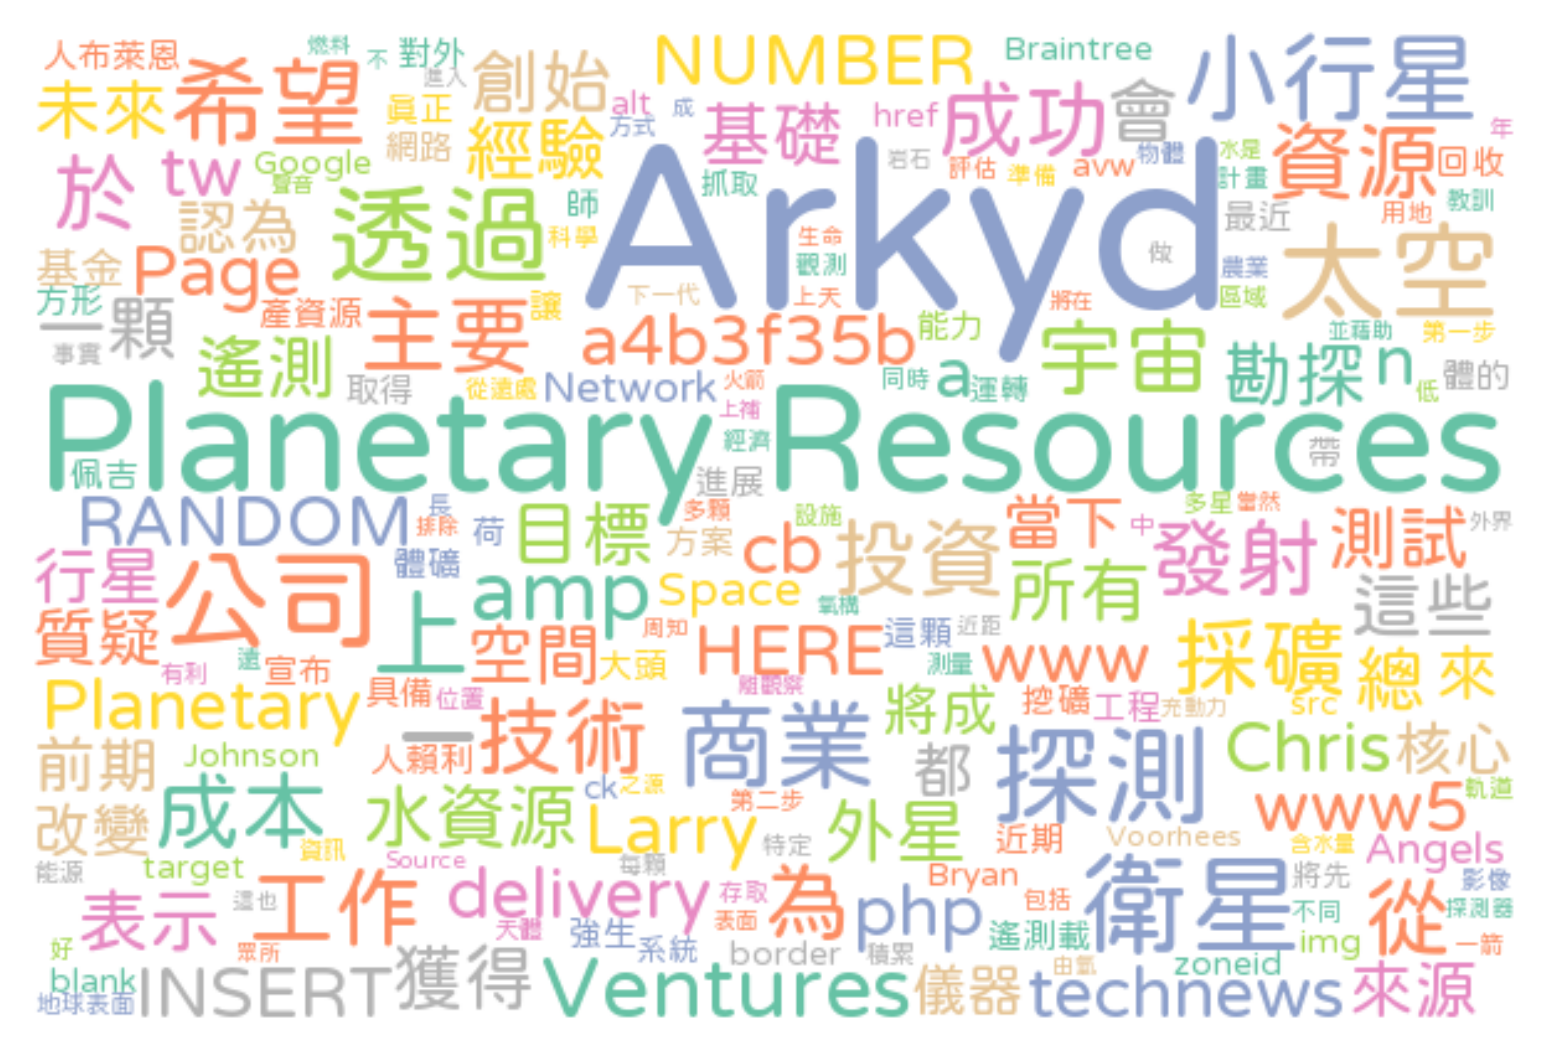 人布萊恩 燃料 不 對外 NUMBER Braintree 小行星
未來 希望 進入 創始 alt 成 基礎 href 成功 會 年
眞正 方式 網路 經驗 岩石 評估 準備 avw 物體 水是 資源 回收
於 tw Google 聲音 抓取 計畫 教訓
認為 透過 師 科學 Arkyd 最近 用地
基金 Page 生命 觀測 做 農業 太空
方形 一顆 產資源 主要 讓 下一代 上天 將在 區域
事實 遙測 取得 a4b3f35b 能力 宇宙 並藉助 第一步
從遠處 Network 火箭 同時 a 運轉 勘探 n 低 體的
Planetary Resources
上補 經濟 佩吉 進展 帶
RANDOM 長 排除 荷 目標 多顆 方案 設施 當下 多星 當然 中 測試 外界
行星 公司 體礦 cb 投資 發射
上 amp Space 氧構 所有 這些
質疑 空間 周知 HERE 這顆 近距 www 採礦
有利 遠 宣布 大頭 測量 總 來
Planetary 具備 位置 離觀察 將成 挖礦 工程 充動力 src
前期 Johnson 人賴利 一 技術 商業 都 探測 Chris 核心
成本 水資源 ck 之源 第二步 www5 軌道
改變 資訊 Larry 特定 外星 近期 Voorhees 含水量 Angels
能源 target Source 每顆 Bryan 將先 影像
表示 這也 工作 delivery 存取 表面 為 php 包括 衛星 不同 從 探測器
好 眾所 天體 強生 系統 border 積累 遙測載 img 一箭
blank INSERT 獲得 由氫 zoneid
地球表面 Ventures 儀器 technews 來源